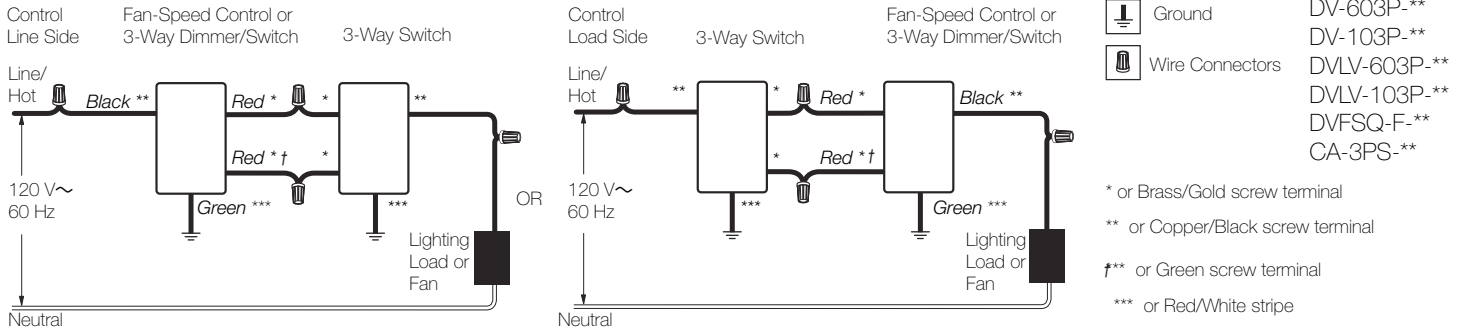 Control
Line Side
Fan-Speed Control or
3-Way Dimmer/Switch
3-Way Switch
Line/
Hot
Black **
Red *
*
**
Red * †
*
120 V~
60 Hz
Green ***
***
Lighting
Load or
Fan
Neutral
OR
Control
Load Side
3-Way Switch
Fan-Speed Control or
3-Way Dimmer/Switch
Line/
Hot
**
*
Red *
Black **
*
Red * †
120 V~
60 Hz
***
Green ***
Lighting
Load or
Fan
Neutral
Ground
Wire Connectors
DV-603P-**
DV-103P-**
DVLV-603P-**
DVLV-103P-**
DVFSQ-F-**
CA-3PS-**
* or Brass/Gold screw terminal
** or Copper/Black screw terminal
†** or Green screw terminal
*** or Red/White stripe